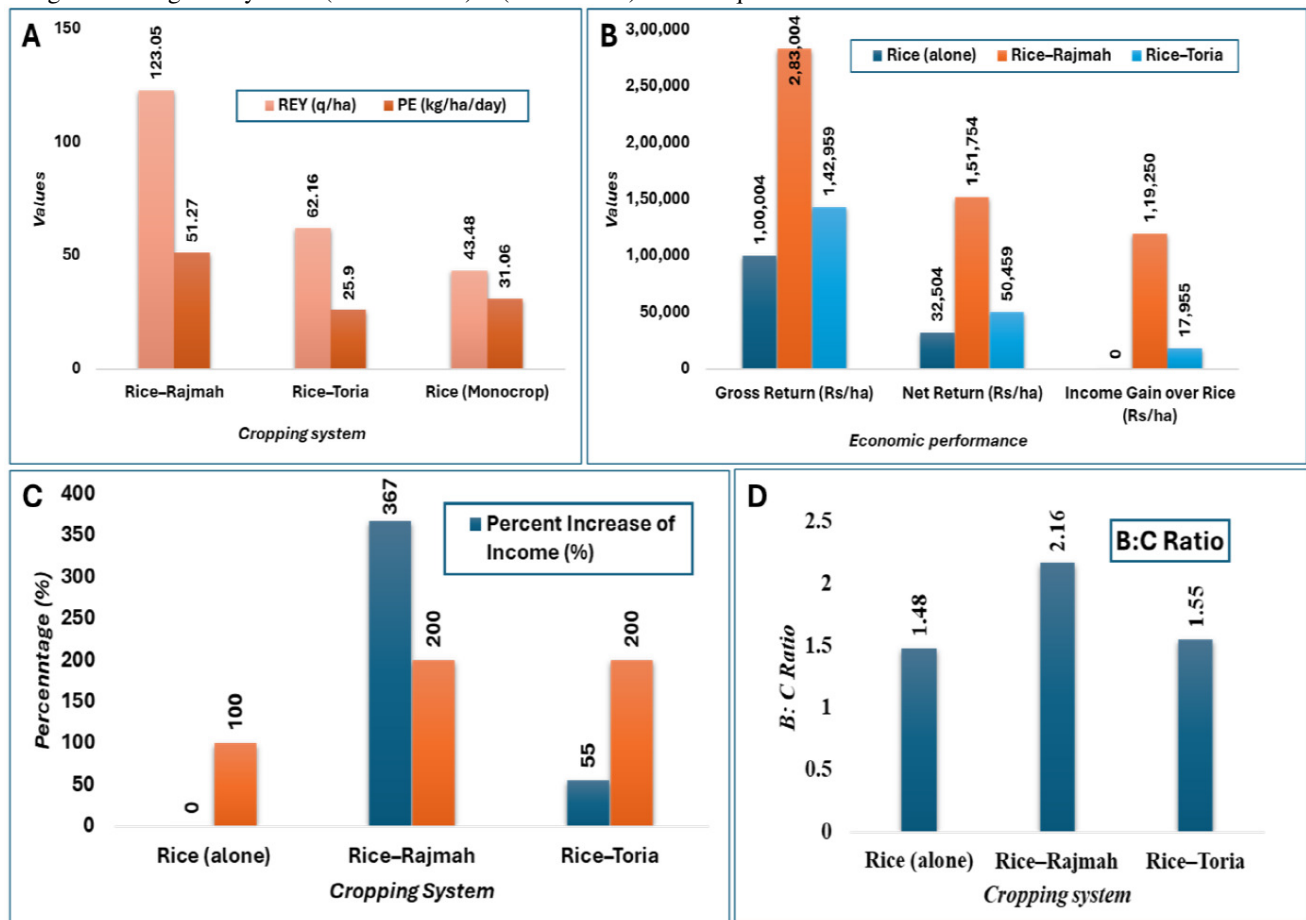 A
150
100
50
0
Values
REY (q/ha) PE (kg/ha/day)
123.05
51.27
62.16
25.9
43.48
31.06
Rice–Rajmah Rice–Toria Rice (Monocrop)
Cropping system
B
3,00,000
2,50,000
2,00,000
1,50,000
1,00,000
50,000
0
Values
Rice (alone) Rice–Rajmah Rice–Toria
1,00,004
2,83,004
1,42,959
32,504
1,51,754
50,459
0
1,19,250
17,955
Gross Return (Rs/ha) Net Return (Rs/ha) Income Gain over Rice
(Rs/ha)
Economic performance
C
400
350
300
250
200
150
100
50
0
Percenntage (%)
Percent Increase of
Income (%)
0
100
367
200
55
200
Rice (alone) Rice–Rajmah Rice–Toria
Cropping System
D
2.5
2
1.5
1
0.5
0
B: C Ratio
B:C Ratio
1.48
2.16
1.55
Rice (alone) Rice–Rajmah Rice–Toria
Cropping system